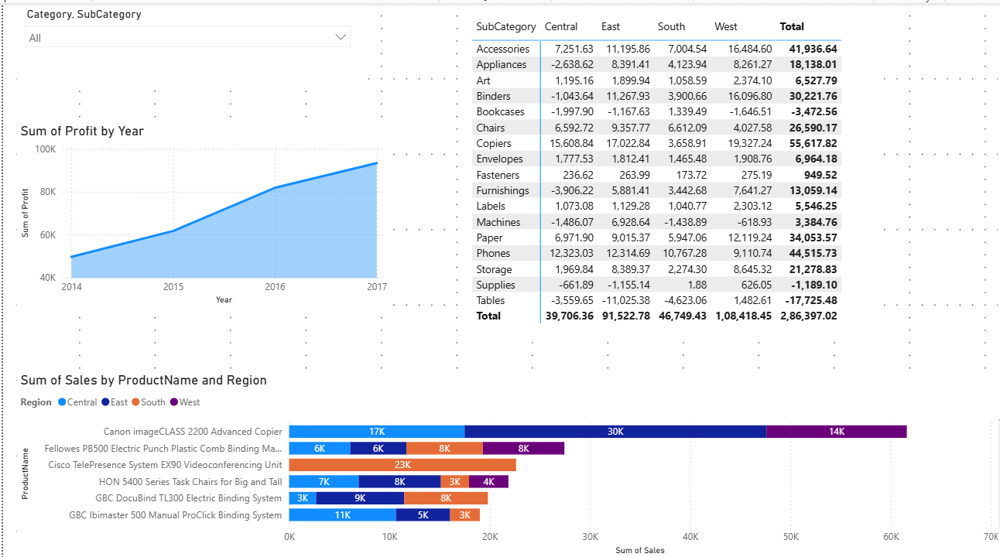 Category, SubCategory
All
SubCategory Central East South West Total
Accessories 7,251.63 11,195.86 7,004.54 16,484.60 41,936.64
Appliances -2,638.62 8,391.41 4,123.94 8,261.27 18,138.01
Art 1,195.16 1,899.94 1,058.59 2,374.10 6,527.79
Binders -1,043.64 11,267.93 3,900.66 16,096.80 30,221.76
Bookcases -1,997.90 -1,167.63 1,339.49 -1,646.51 -3,472.56
Chairs 6,592.72 9,357.77 6,612.09 4,027.58 26,590.17
Copiers 15,608.84 17,022.84 3,658.91 19,327.24 55,617.82
Envelopes 1,777.53 1,812.41 1,465.48 1,908.76 6,964.18
Fasteners 236.62 263.99 173.72 275.19 949.52
Furnishings -3,906.22 5,881.41 3,442.68 7,641.27 13,059.14
Labels 1,073.08 1,129.28 1,040.77 2,303.12 5,546.25
Machines -1,486.07 6,928.64 -1,438.89 -618.93 3,384.76
Paper 6,971.90 9,015.37 5,947.06 12,119.24 34,053.57
Phones 12,323.03 12,314.69 10,767.28 9,110.74 44,515.73
Storage 1,969.84 8,389.37 2,274.30 8,645.32 21,278.83
Supplies -661.89 -1,155.14 1.88 626.05 -1,189.10
Tables -3,559.65 -11,025.38 -4,623.06 1,482.61 -17,725.48
Total 39,706.36 91,522.78 46,749.43 1,08,418.45 2,86,397.02
Sum of Profit by Year
Sum of Profit
100K
80K
60K
40K
2014 2015 2016 2017
Year
Sum of Sales by ProductName and Region
Region Central East South West
ProductName
Canon imageCLASS 2200 Advanced Copier 17K 30K 14K
Fellowes PB500 Electric Punch Plastic Comb Binding Ma... 6K 6K 8K 8K
Cisco TelePresence System EX90 Videoconferencing Unit 23K
HON 5400 Series Task Chairs for Big and Tall 7K 8K 3K 4K
GBC DocuBind TL300 Electric Binding System 3K 9K 8K
GBC Ibimaster 500 Manual ProClick Binding System 11K 5K 3K
0K 10K 20K 30K 40K 50K 60K 70K
Sum of Sales